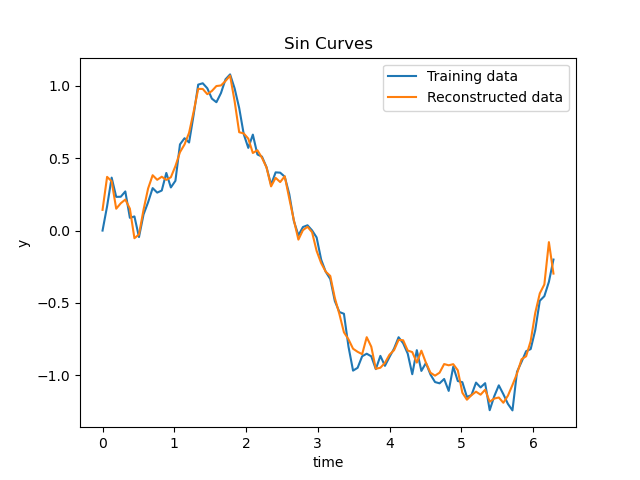 Sin Curves
Training data
Reconstructed data
1.0
0.5
0.0
−0.5
−1.0
y
0 1 2 3 4 5 6
time